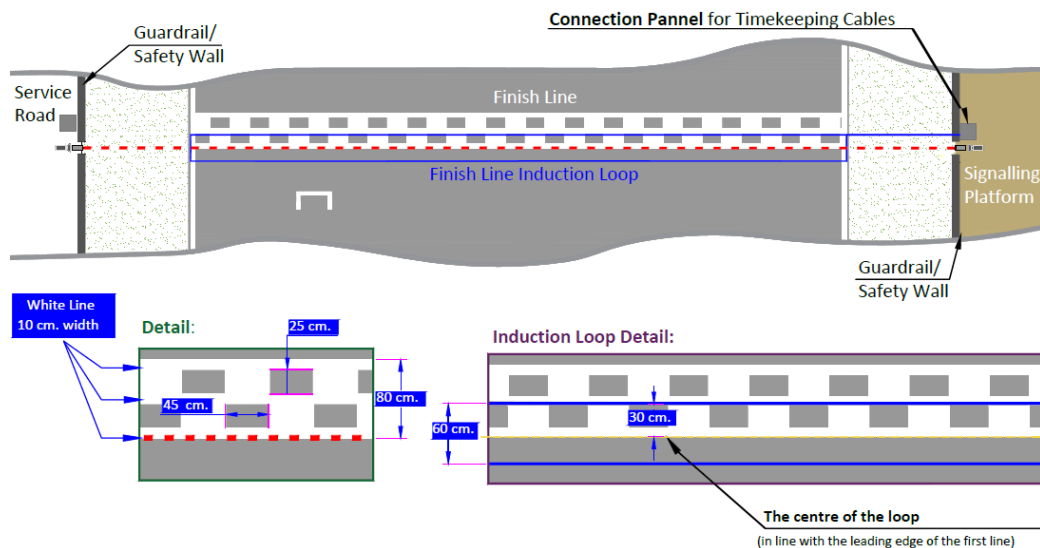 Guardrail/
Safety Wall
Connection Pannel for Timekeeping Cables
Service
Road
Finish Line
Finish Line Induction Loop
Signalling
Platform
Guardrail/
Safety Wall
White Line
10 cm. width
Detail:
25 cm.
45 cm.
80 cm.
Induction Loop Detail:
30 cm.
60 cm.
The centre of the loop
(in line with the leading edge of the first line)